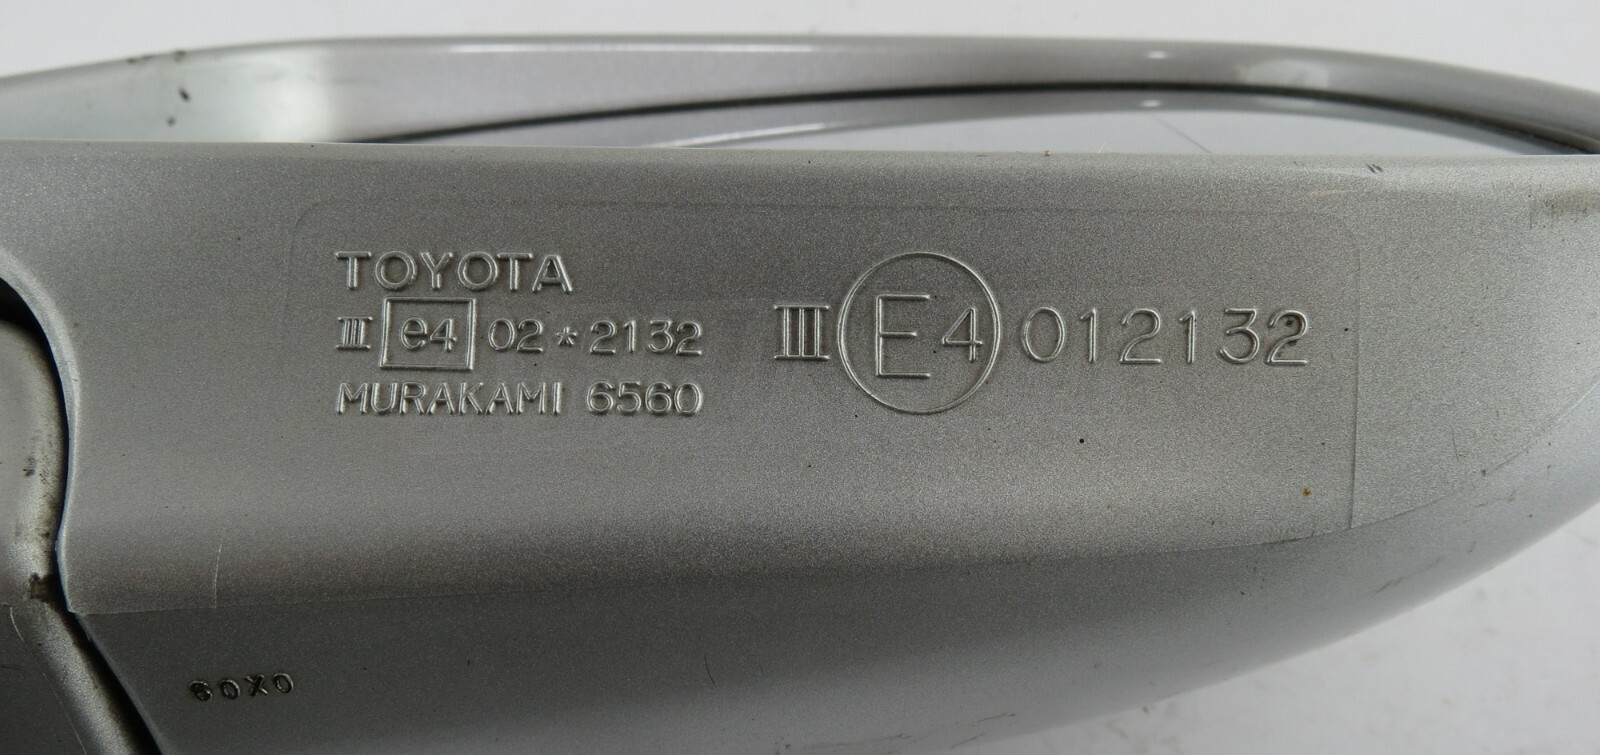 TOYOTA
III e4 02*2132
MURAKAMI 6560
III E4 012132